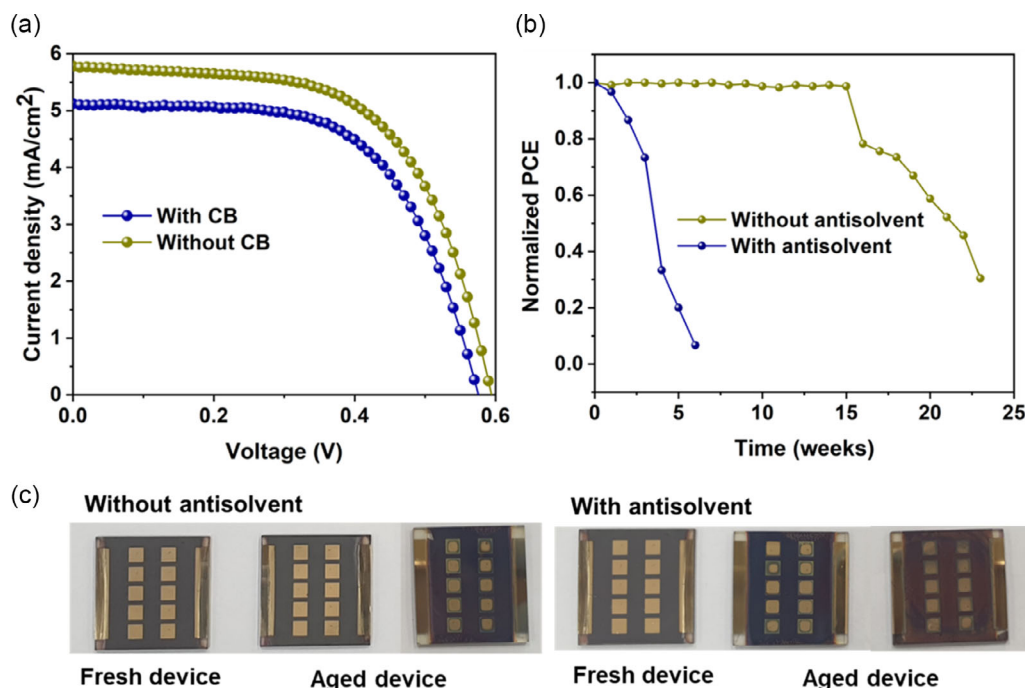 (a)
6
5
4
3
2
1
0
0.0
0.2
0.4
0.6
Current density (mA/cm²)
Voltage (V)
With CB
Without CB
(b)
1.0
0.8
0.6
0.4
0.2
0.0
0
5
10
15
20
25
Normalized PCE
Time (weeks)
Without antisolvent
With antisolvent
(c)
Without antisolvent
With antisolvent
Fresh device
Aged device
Fresh device
Aged device